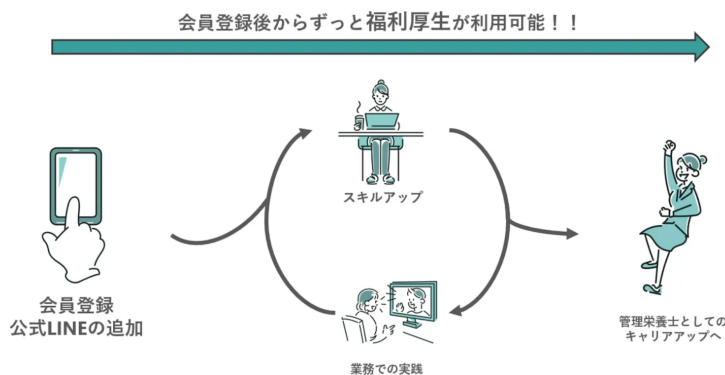 会員登録後からずっと福利厚生が利用可能！！
スキルアップ
会員登録
公式LINEの追加
業務での実践
管理栄養士としての
キャリアアップへ